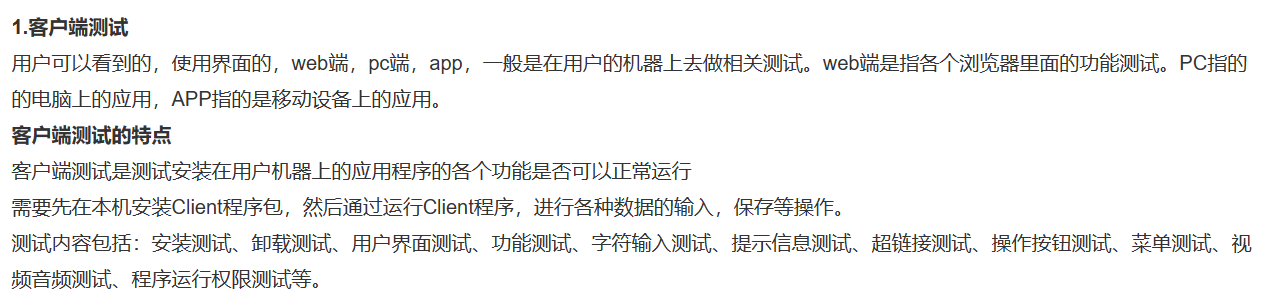 1.客户端测试
用户可以看到的，使用界面的，web端，pc端，app，一般是在用户的机器上去做相关测试。web端是指各个浏览器里面的功能测试。PC指的
的电脑上的应用，APP指的是移动设备上的应用。
客户端测试的特点
客户端测试是测试安装在用户机器上的应用程序的各个功能是否可以正常运行
需要先在本机安装Client程序包，然后通过运行Client程序，进行各种数据的输入，保存等操作。
测试内容包括：安装测试、卸载测试、用户界面测试、功能测试、字符输入测试、提示信息测试、超链接测试、操作按钮测试、菜单测试、视
频音频测试、程序运行权限测试等。